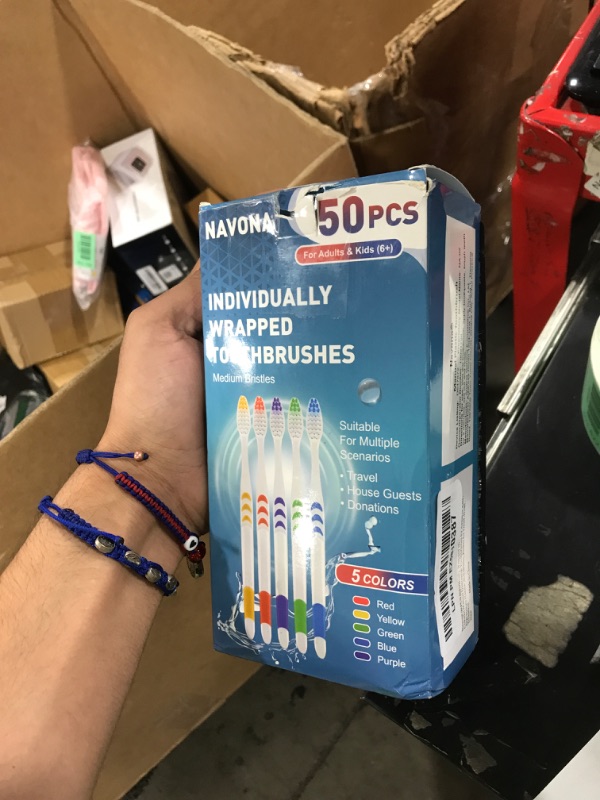 NAVONA
50PCS
For Adults & Kids (6+)
INDIVIDUALLY
WRAPPED
TOOTHBRUSHES
Medium Bristles
Suitable
For Multiple
Scenarios
• Travel
• House Guests
• Donations
5 COLORS
Red
Yellow
Green
Blue
Purple